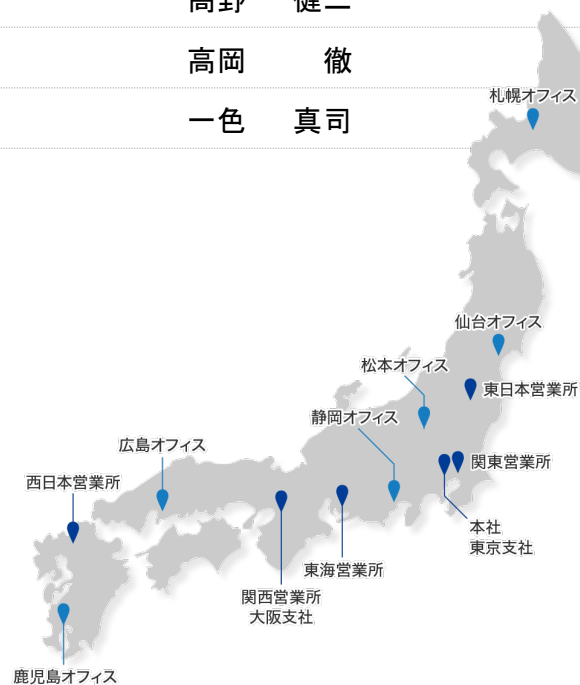 高野 健二
高岡 徹
一色 真司
札幌オフィス
仙台オフィス
松本オフィス
東日本営業所
静岡オフィス
広島オフィス
関東営業所
西日本営業所
本社
東京支社
東海営業所
関西営業所
大阪支社
鹿児島オフィス